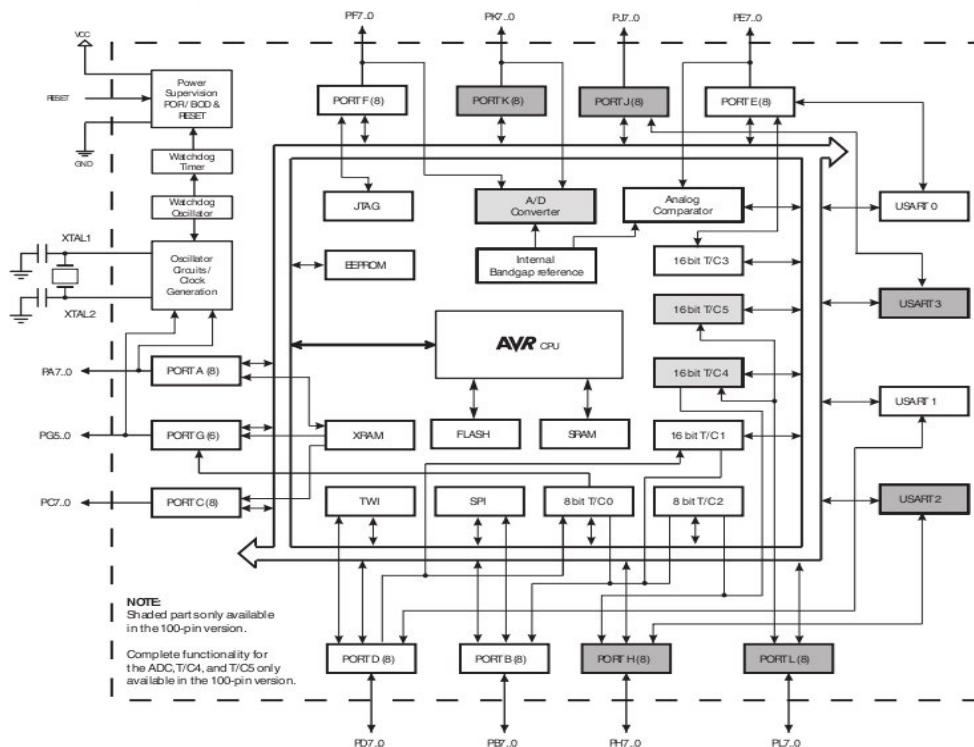 PF7..0
PK7..0
PJ7..0
PE7..0
VCC
RESET
GND
Power
Supervision
POR/ BOD &
RESET
PORT F (8)
PORT K (8)
PORT J (8)
PORT E (8)
Watchdog
Timer
Watchdog
Oscillator
JTAG
A/D
Converter
Analog
Comparator
USART 0
XTAL1
XTAL2
Oscillator
Circuits /
Clock
Generation
EEPROM
Internal
Bandgap reference
16 bit T/C3
16 bit T/C5
USART 3
AVR CPU
PA7..0
PORT A (8)
16 bit T/C4
USART 1
PG5..0
PORT G (6)
XRAM
FLASH
SRAM
16 bit T/C1
PC7..0
PORT C (8)
TWI
SPI
8 bit T/C0
8 bit T/C2
USART 2
NOTE:
Shaded parts only available
in the 100-pin version.
Complete functionality for
the ADC, T/C4, and T/C5 only
available in the 100-pin version.
PORT D (8)
PORT B (8)
PORT H (8)
PORT L (8)
PD7..0
PB7..0
PH7..0
PL7..0